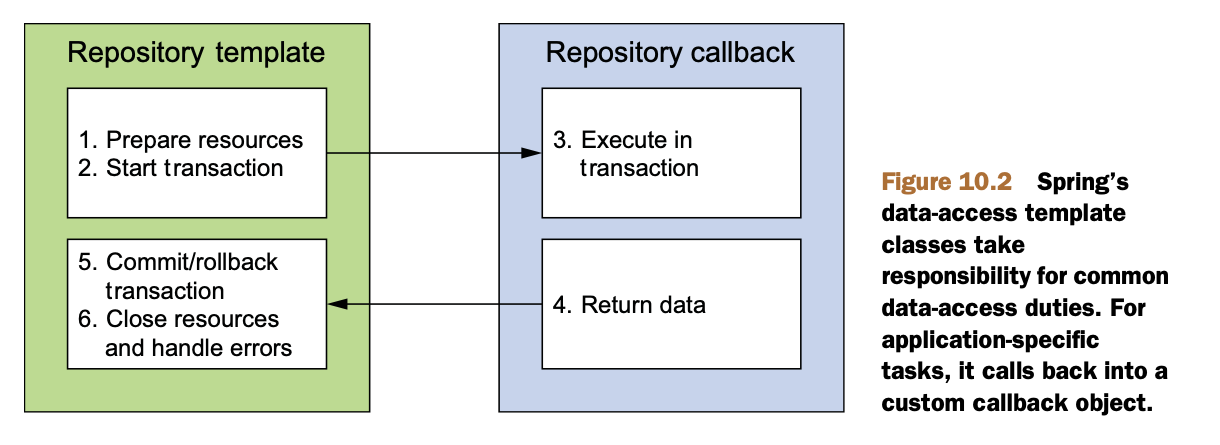 Repository template
1. Prepare resources
2. Start transaction
5. Commit/rollback
transaction
6. Close resources
and handle errors
Repository callback
3. Execute in
transaction
4. Return data
Figure 10.2 Spring’s
data-access template
classes take
responsibility for common
data-access duties. For
application-specific
tasks, it calls back into a
custom callback object.